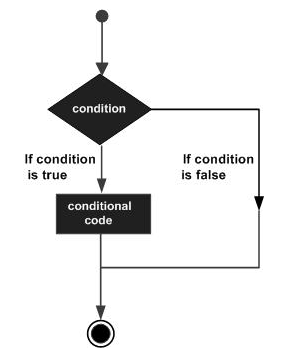 condition
If condition
is true
If condition
is false
conditional
code